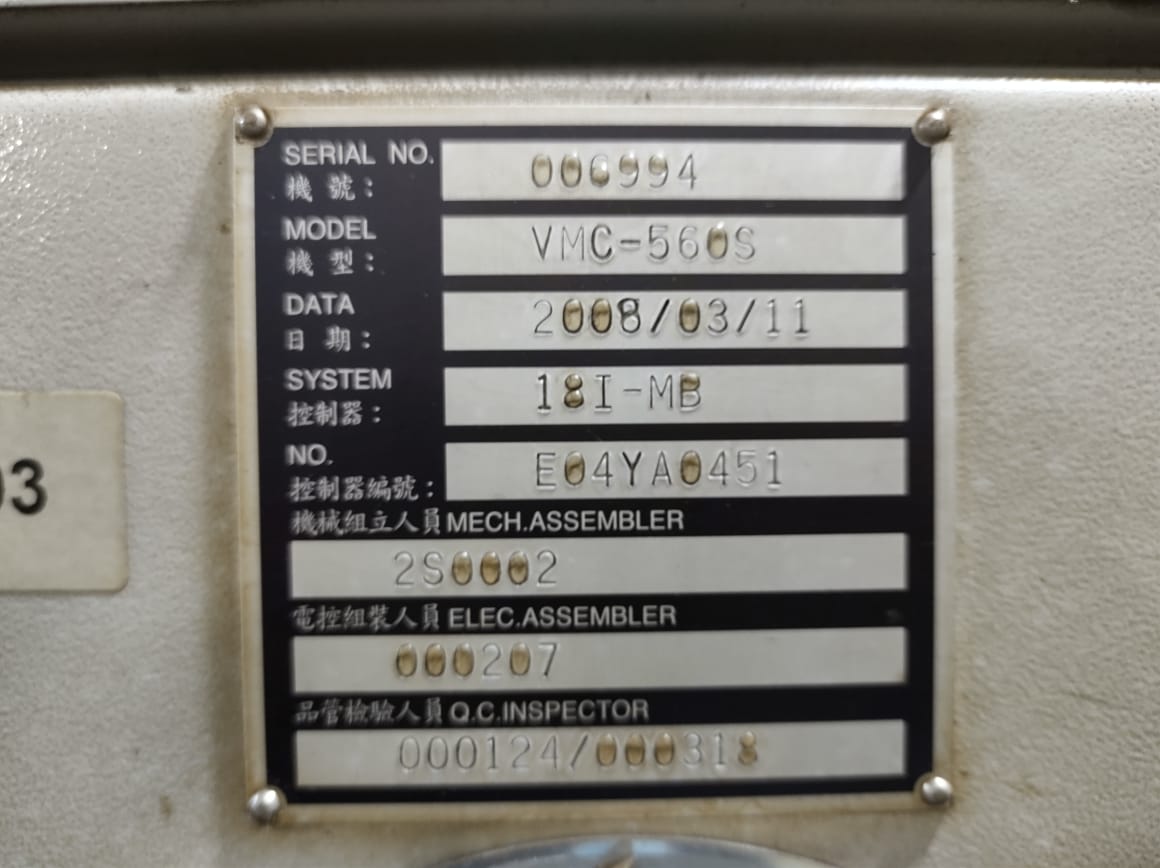 SERIAL NO. 006994
機 號：
MODEL VMC-560S
機 型：
DATA 2008/03/11
日 期：
SYSTEM 18I-MB
控制器：
NO. E04YA0451
控制器編號：
機械組立人員 MECH.ASSEMBLER
2S0002
電控組裝人員 ELEC.ASSEMBLER
000207
品管檢驗人員 Q.C.INSPECTOR
000124/000318
03